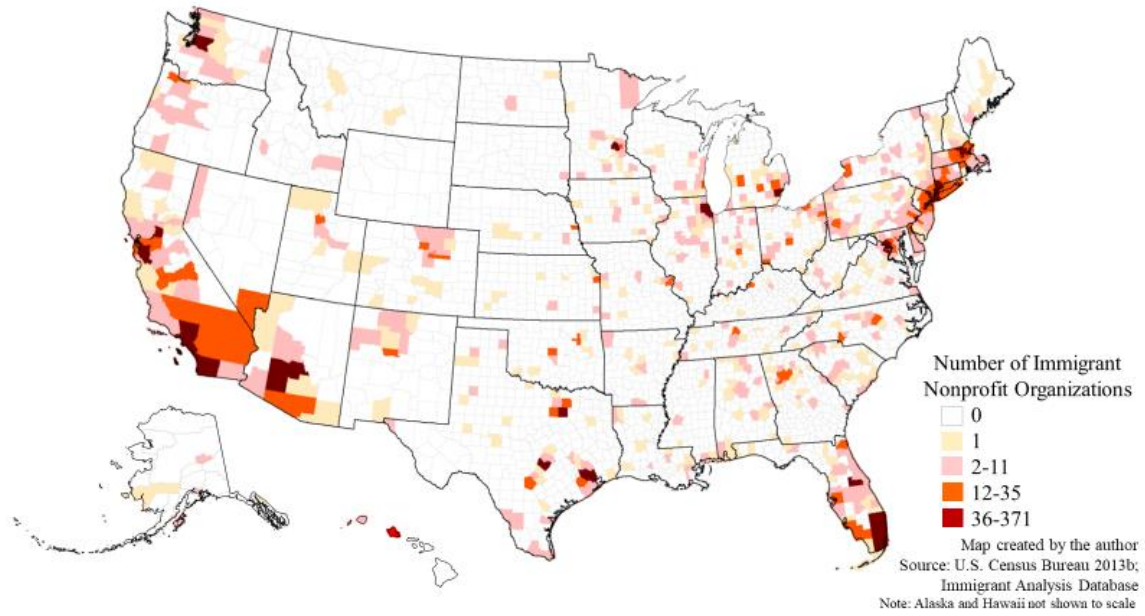 Number of Immigrant
Nonprofit Organizations
0
1
2-11
12-35
36-371
Map created by the author
Source: U.S. Census Bureau 2013b;
Immigrant Analysis Database
Note: Alaska and Hawaii not shown to scale